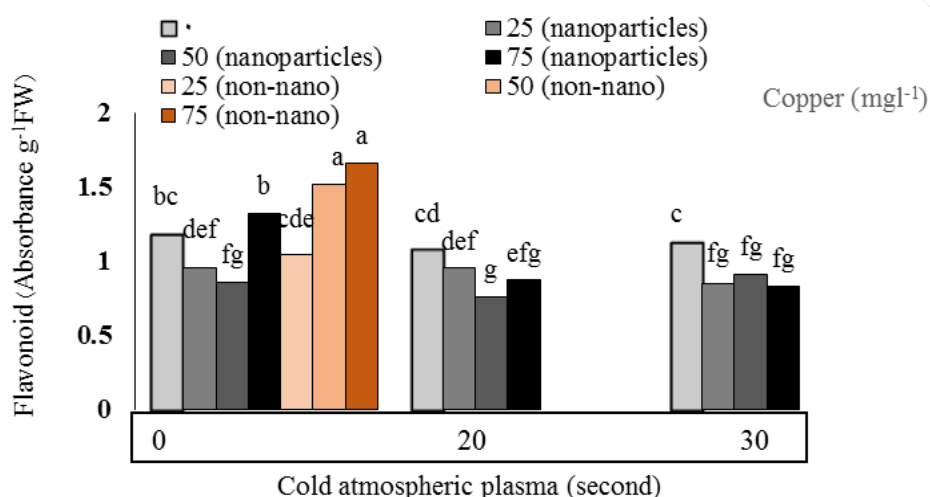 ·
25 (nanoparticles)
50 (nanoparticles)
75 (nanoparticles)
25 (non-nano)
50 (non-nano)
75 (non-nano)
Copper (mgl⁻¹)
Flavonoid (Absorbance g⁻¹FW)
2
1.5
1
0.5
0
bc
def
fg
b
cde
a
a
cd
def
g
efg
c
fg
fg
fg
0
20
30
Cold atmospheric plasma (second)